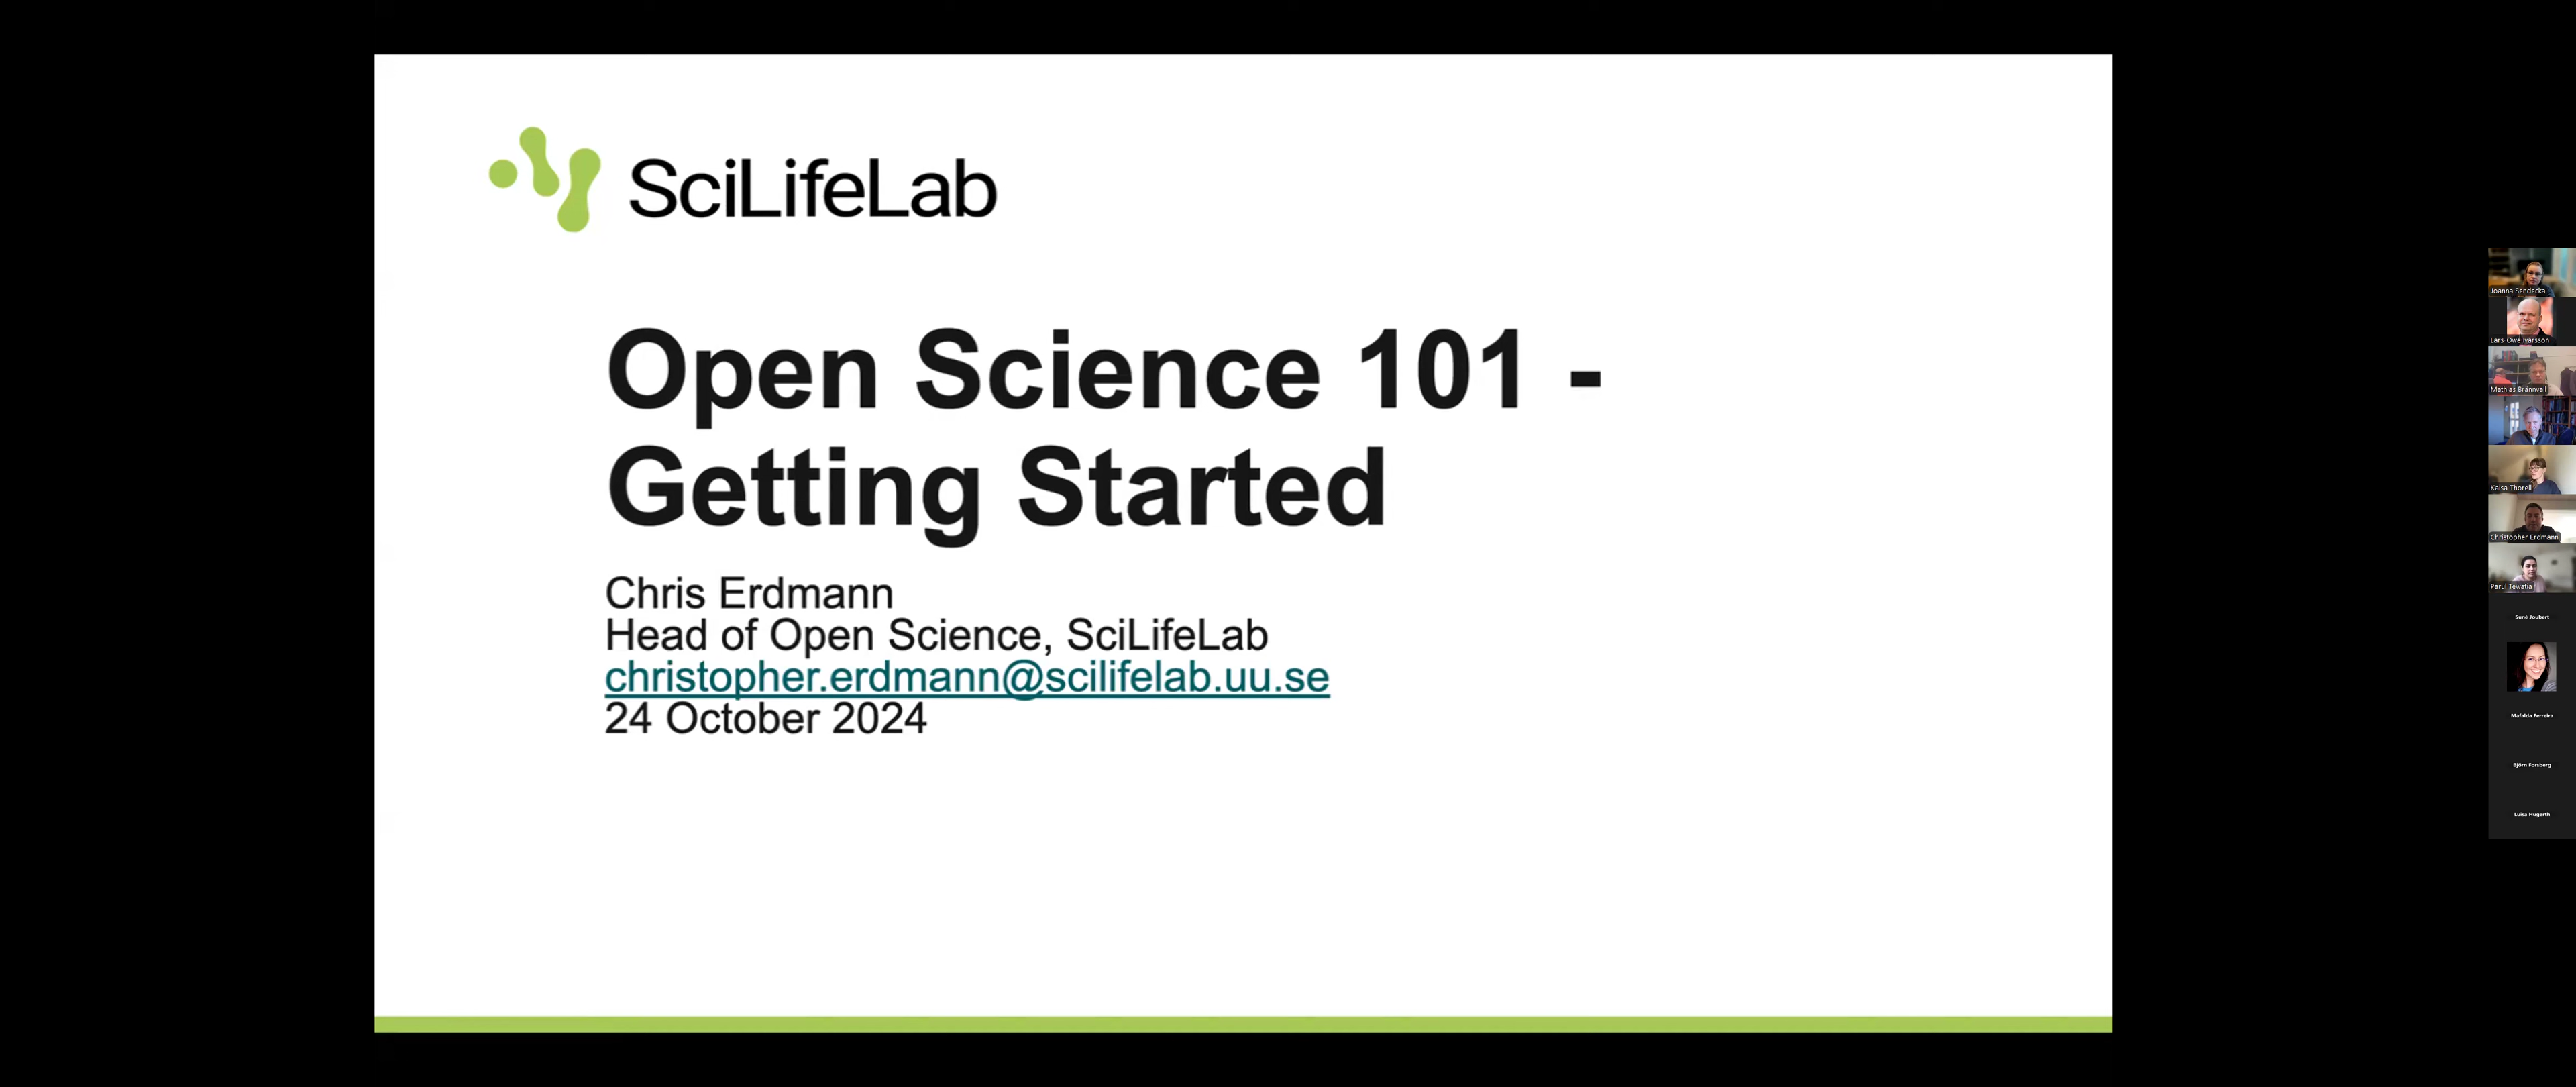 SciLifeLab
Open Science 101 -
Getting Started
Chris Erdmann
Head of Open Science, SciLifeLab
christopher.erdmann@scilifelab.uu.se
24 October 2024
Joanna Sendecka
Lars-Owe Ivarsson
Mathias Brännvall
Kaisa Thorell
Christopher Erdmann
Parul Tewatia
Suné Joubert
Mafalda Ferreira
Björn Forsberg
Luisa Hugerth